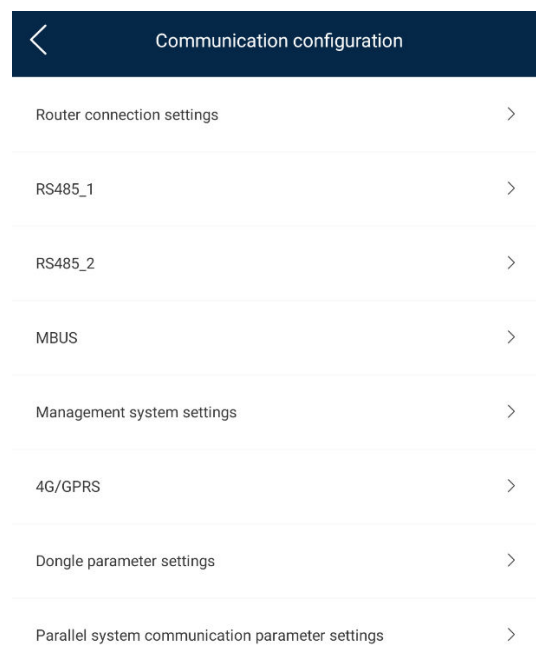 Communication configuration
Router connection settings
RS485_1
RS485_2
MBUS
Management system settings
4G/GPRS
Dongle parameter settings
Parallel system communication parameter settings